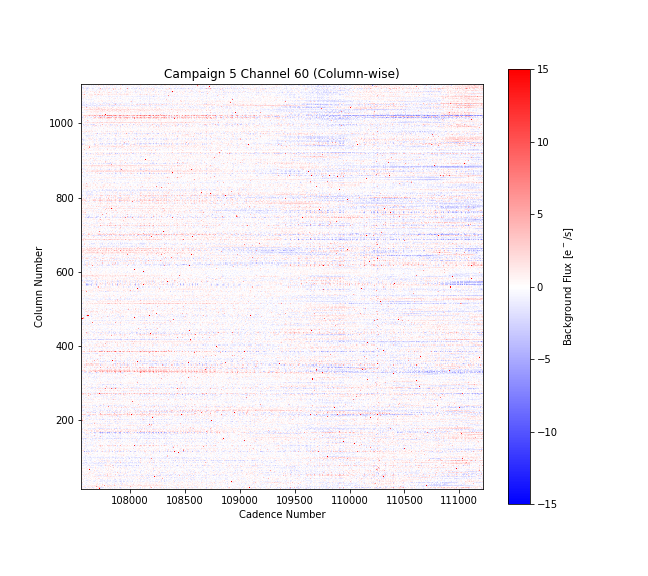 Campaign 5 Channel 60 (Column-wise)
1000
800
600
400
200
Column Number
108000 108500 109000 109500 110000 110500 111000
Cadence Number
15
10
5
0
−5
−10
−15
Background Flux [e⁻/s]